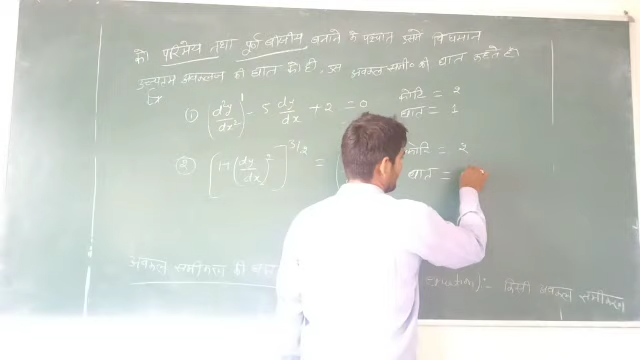 को परिमेय तथा पूर्ण बीजीय बनाने के पश्चात इसमें विद्यमान
उच्चतम अवकलज की घात को ही, उस अवकल समी० की घात कहते हैं।
① (d²y/dx²)¹ - 5 dy/dx + 2 = 0 कोटि = 2
घात = 1
② [1+(dy/dx)²]^3/2 = ( कोटि = 2
घात =
अवकल समीकरण की घात equation) :- किसी अवकल समीकरण